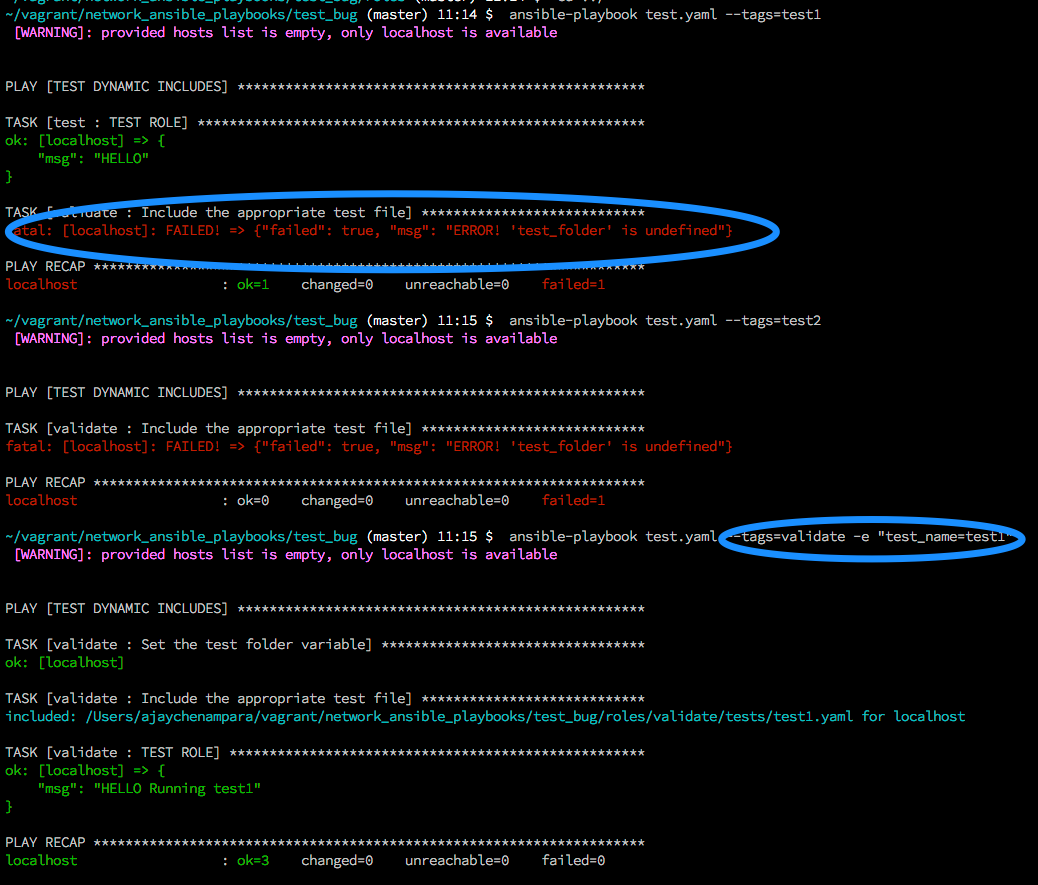 ~/vagrant/network_ansible_playbooks/test_bug (master) 11:14 $  ansible-playbook test.yaml --tags=test1
 [WARNING]: provided hosts list is empty, only localhost is available
PLAY [TEST DYNAMIC INCLUDES] ***************************************************
TASK [test : TEST ROLE] ********************************************************
ok: [localhost] => {
    "msg": "HELLO"
}
TASK [validate : Include the appropriate test file] ****************************
fatal: [localhost]: FAILED! => {"failed": true, "msg": "ERROR! 'test_folder' is undefined"}
PLAY RECAP *********************************************************************
localhost                  : ok=1    changed=0    unreachable=0    failed=1
~/vagrant/network_ansible_playbooks/test_bug (master) 11:15 $  ansible-playbook test.yaml --tags=test2
 [WARNING]: provided hosts list is empty, only localhost is available
PLAY [TEST DYNAMIC INCLUDES] ***************************************************
TASK [validate : Include the appropriate test file] ****************************
fatal: [localhost]: FAILED! => {"failed": true, "msg": "ERROR! 'test_folder' is undefined"}
PLAY RECAP *********************************************************************
localhost                  : ok=0    changed=0    unreachable=0    failed=1
~/vagrant/network_ansible_playbooks/test_bug (master) 11:15 $  ansible-playbook test.yaml --tags=validate -e "test_name=test1"
 [WARNING]: provided hosts list is empty, only localhost is available
PLAY [TEST DYNAMIC INCLUDES] ***************************************************
TASK [validate : Set the test folder variable] *********************************
ok: [localhost]
TASK [validate : Include the appropriate test file] ****************************
included: /Users/ajaychenampara/vagrant/network_ansible_playbooks/test_bug/roles/validate/tests/test1.yaml for localhost
TASK [validate : TEST ROLE] ****************************************************
ok: [localhost] => {
    "msg": "HELLO Running test1"
}
PLAY RECAP *********************************************************************
localhost                  : ok=3    changed=0    unreachable=0    failed=0